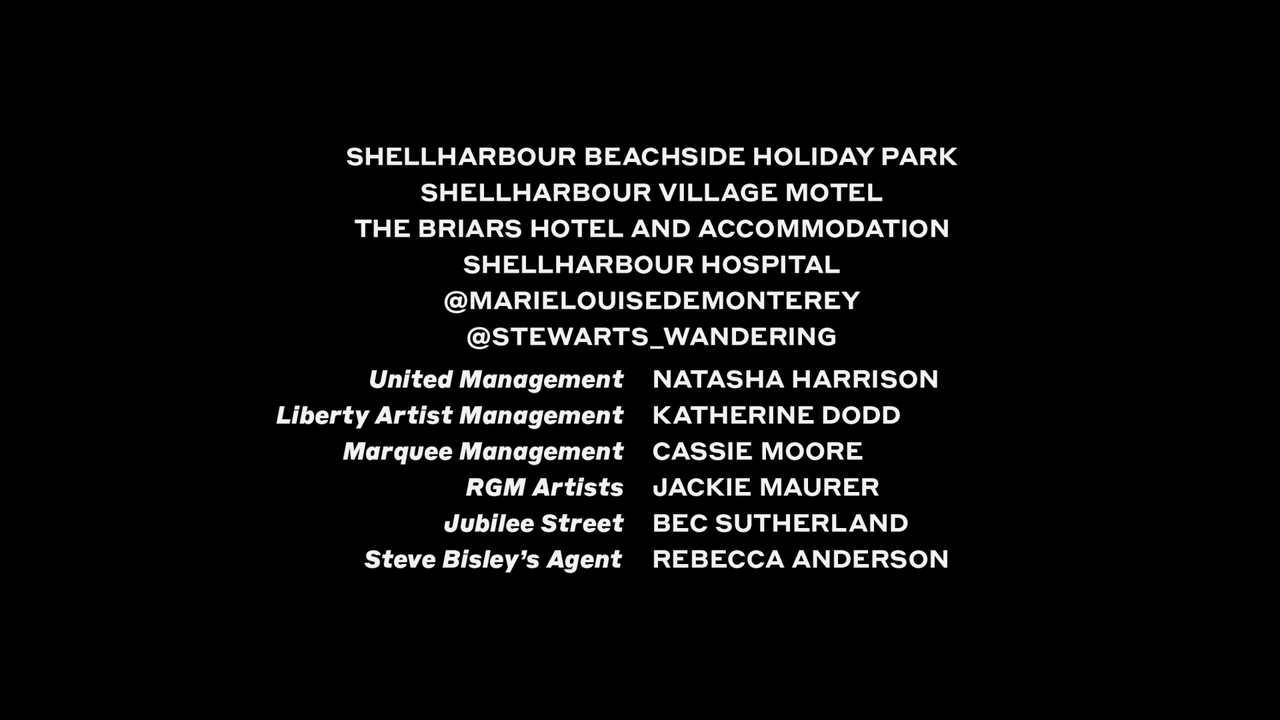 SHELLHARBOUR BEACHSIDE HOLIDAY PARK
SHELLHARBOUR VILLAGE MOTEL
THE BRIARS HOTEL AND ACCOMMODATION
SHELLHARBOUR HOSPITAL
@MARIELOUISEDEMONTEREY
@STEWARTS_WANDERING
United Management NATASHA HARRISON
Liberty Artist Management KATHERINE DODD
Marquee Management CASSIE MOORE
RGM Artists JACKIE MAURER
Jubilee Street BEC SUTHERLAND
Steve Bisley’s Agent REBECCA ANDERSON